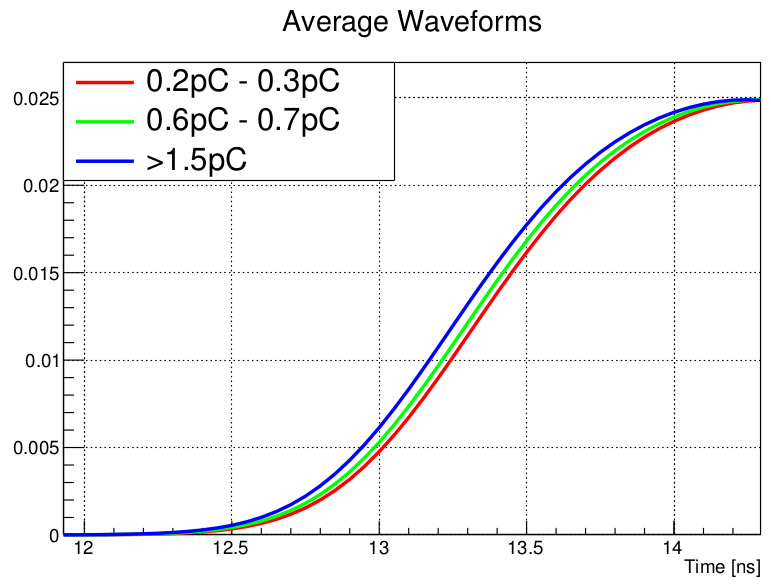 Average Waveforms
0.2pC - 0.3pC
0.6pC - 0.7pC
>1.5pC
0.025
0.02
0.015
0.01
0.005
0
12 12.5 13 13.5 14
Time [ns]